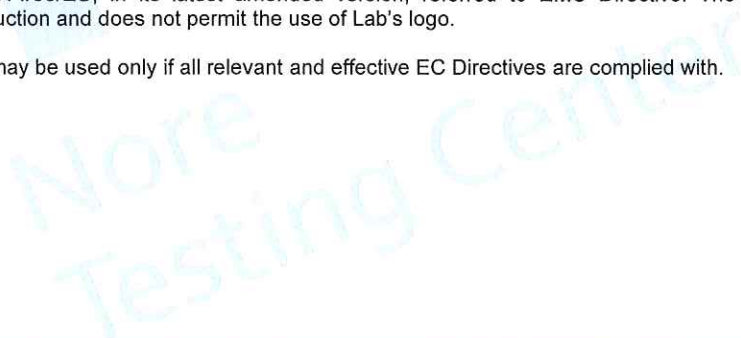 uction and does not permit the use of Lab's logo.
may be used only if all relevant and effective EC Directives are complied with.
Nore
Testing Center